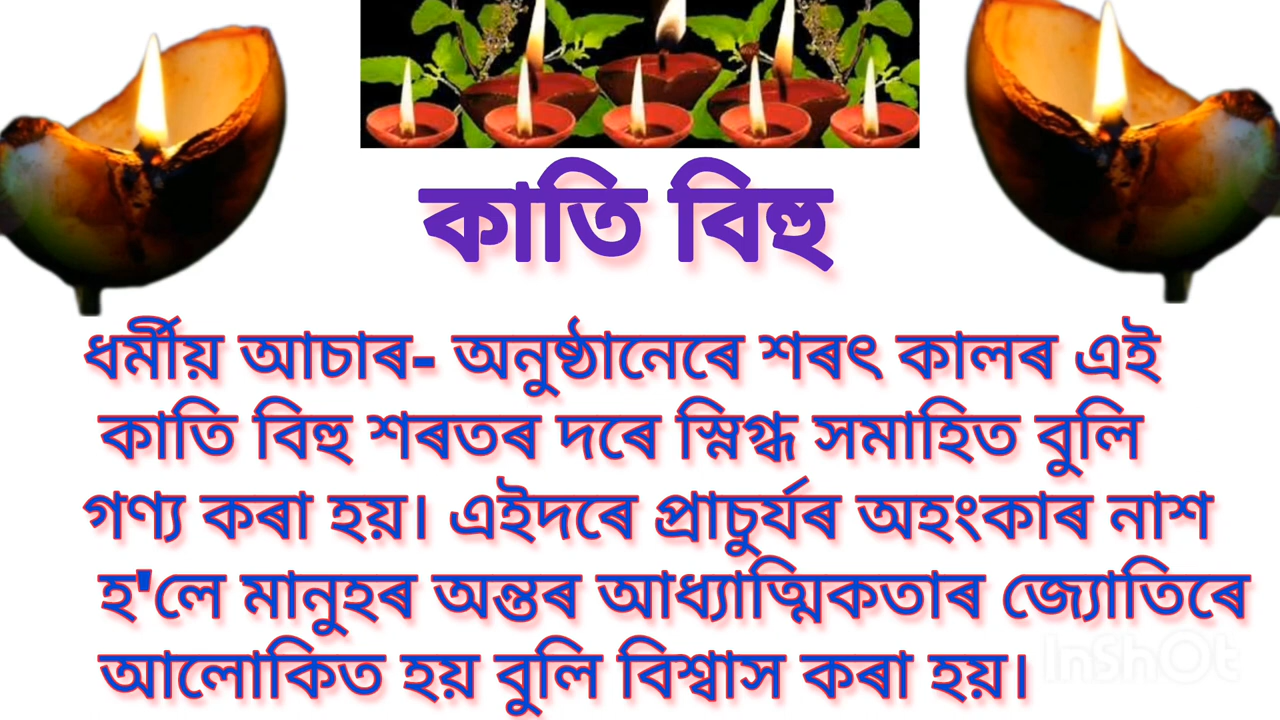 কাতি বিহু
ধৰ্মীয় আচাৰ- অনুষ্ঠানেৰে শৰৎ কালৰ এই
কাতি বিহু শৰতৰ দৰে স্নিগ্ধ সমাহিত বুলি
গণ্য কৰা হয়। এইদৰে প্ৰাচুৰ্যৰ অহংকাৰ নাশ
হ'লে মানুহৰ অন্তৰ আধ্যাত্মিকতাৰ জ্যোতিৰে
আলোকিত হয় বুলি বিশ্বাস কৰা হয়।
InShOt